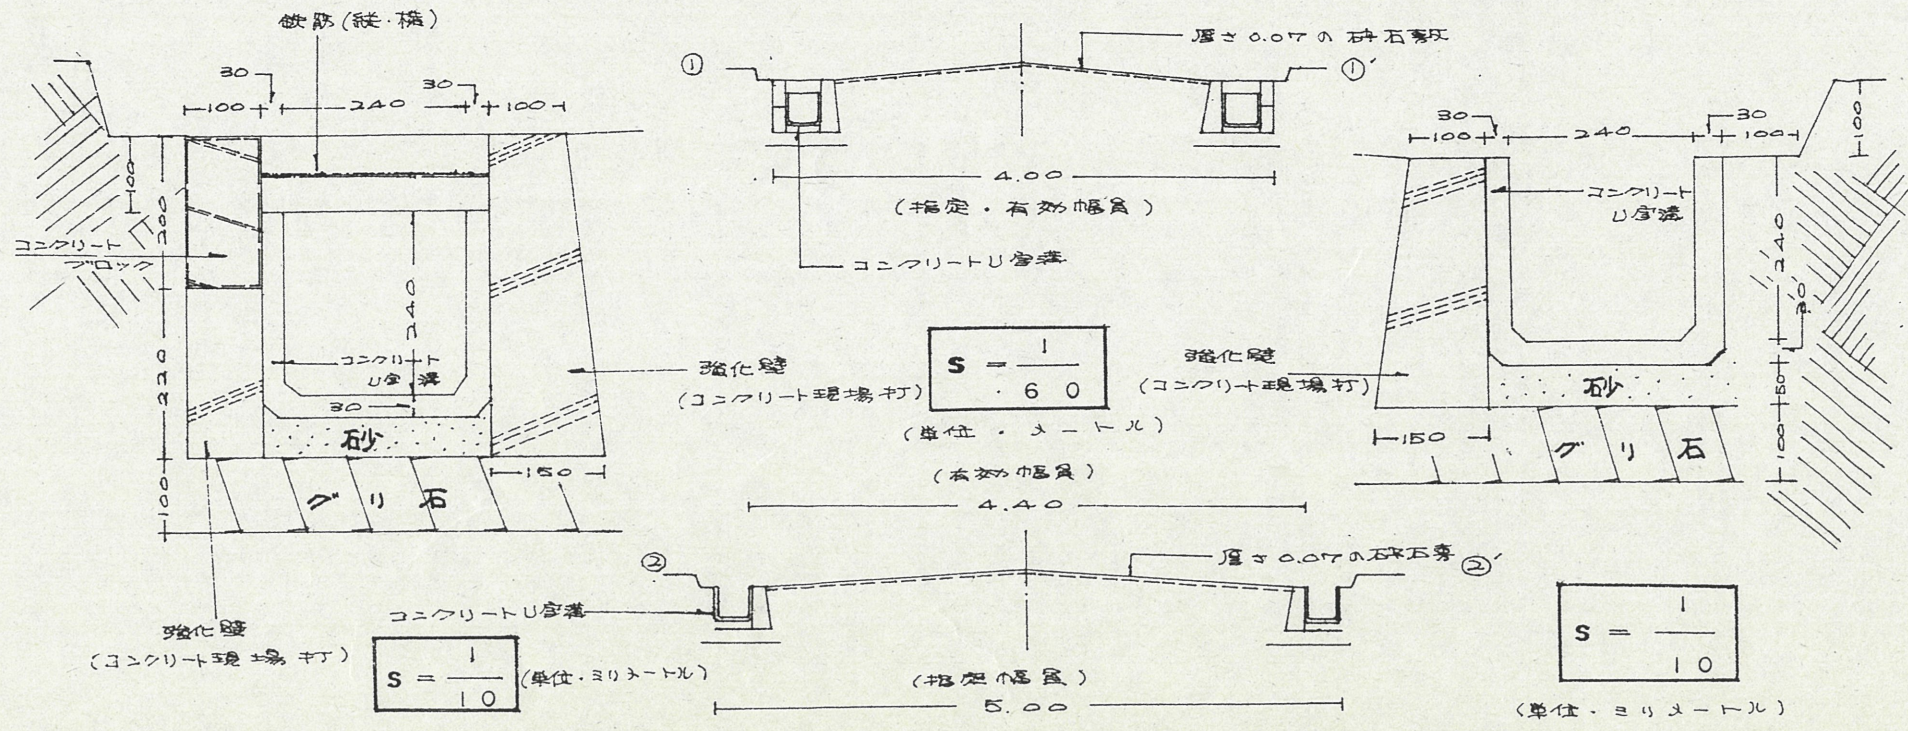 鉄筋(縦・横)
30
30
100
240
100
100
200
コンクリート
ブロック
240
220
コンクリート
U字溝
30
砂
150
100
グリ石
強化壁
(コンクリート現場打)
強化壁
(コンクリート現場打)
S = 1/10
(単位・ミリメートル)
① ①′
厚さ0.07の砕石敷
4.00
(指定・有効幅員)
コンクリートU字溝
S = 1/60
(単位・メートル)
(有効幅員)
4.40
② ②′
厚さ0.07の砕石
コンクリートU字溝
(指定幅員)
5.00
30
30
100
240
100
100
コンクリート
U字溝
240
30
強化壁
(コンクリート現場打)
砂
50
150
グリ石
100
S = 1/10
(単位・ミリメートル)